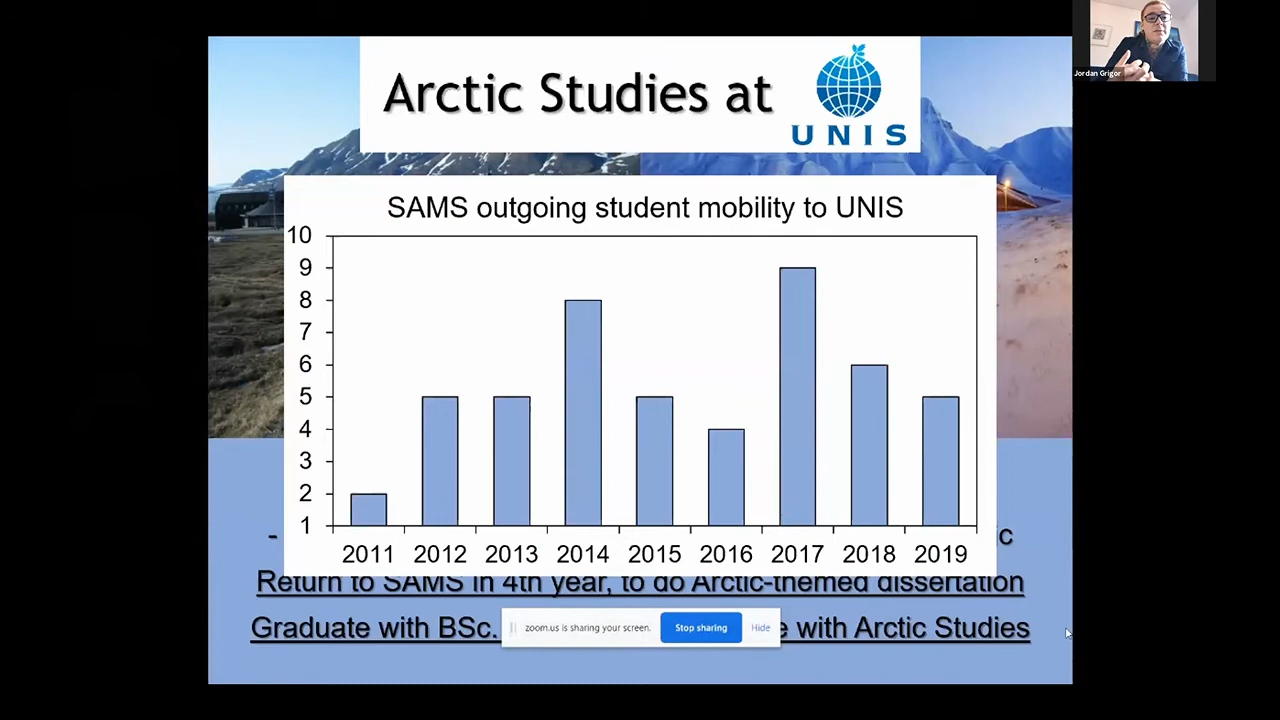 Arctic Studies at
UNIS
Jordan Grigor
SAMS outgoing student mobility to UNIS
10
9
8
7
6
5
4
3
2
1
2011 2012 2013 2014 2015 2016 2017 2018 2019
-
Return to SAMS in 4th year, to do Arctic-themed dissertation
Graduate with BSc. with Arctic Studies
zoom.us is sharing your screen. Stop sharing Hide